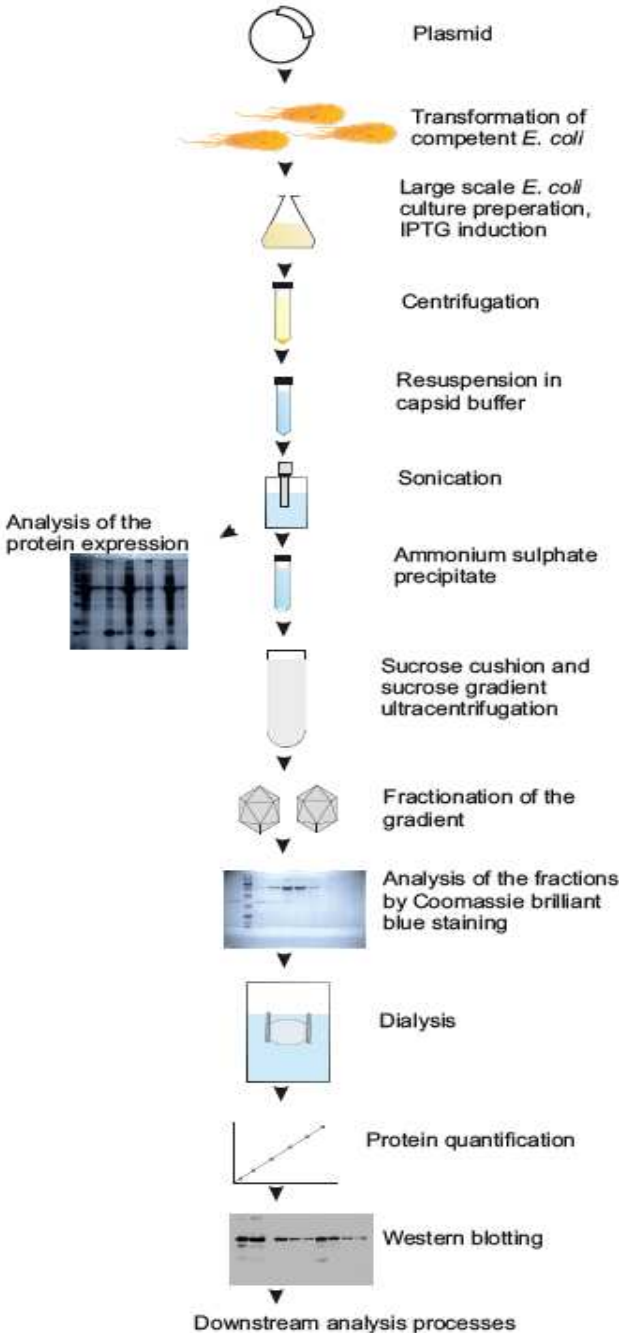 Plasmid
Transformation of
competent E. coli
Large scale E. coli
culture preperation,
IPTG induction
Centrifugation
Resuspension in
capsid buffer
Sonication
Analysis of the
protein expression
Ammonium sulphate
precipitate
Sucrose cushion and
sucrose gradient
ultracentrifugation
Fractionation of the
gradient
Analysis of the fractions
by Coomassie brilliant
blue staining
Dialysis
Protein quantification
Western blotting
Downstream analysis processes